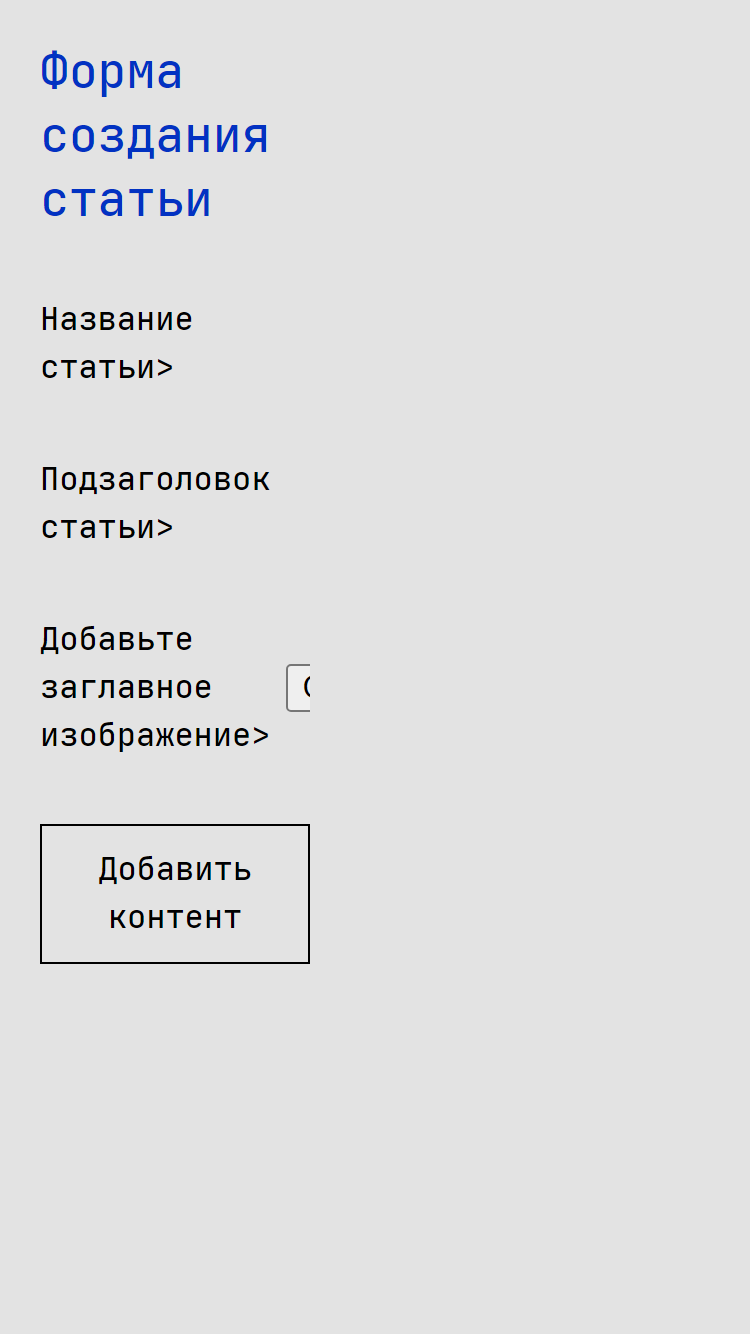 Форма
создания
статьи
Название
статьи>
Подзаголовок
статьи>
Добавьте
заглавное
изображение>
Добавить
контент